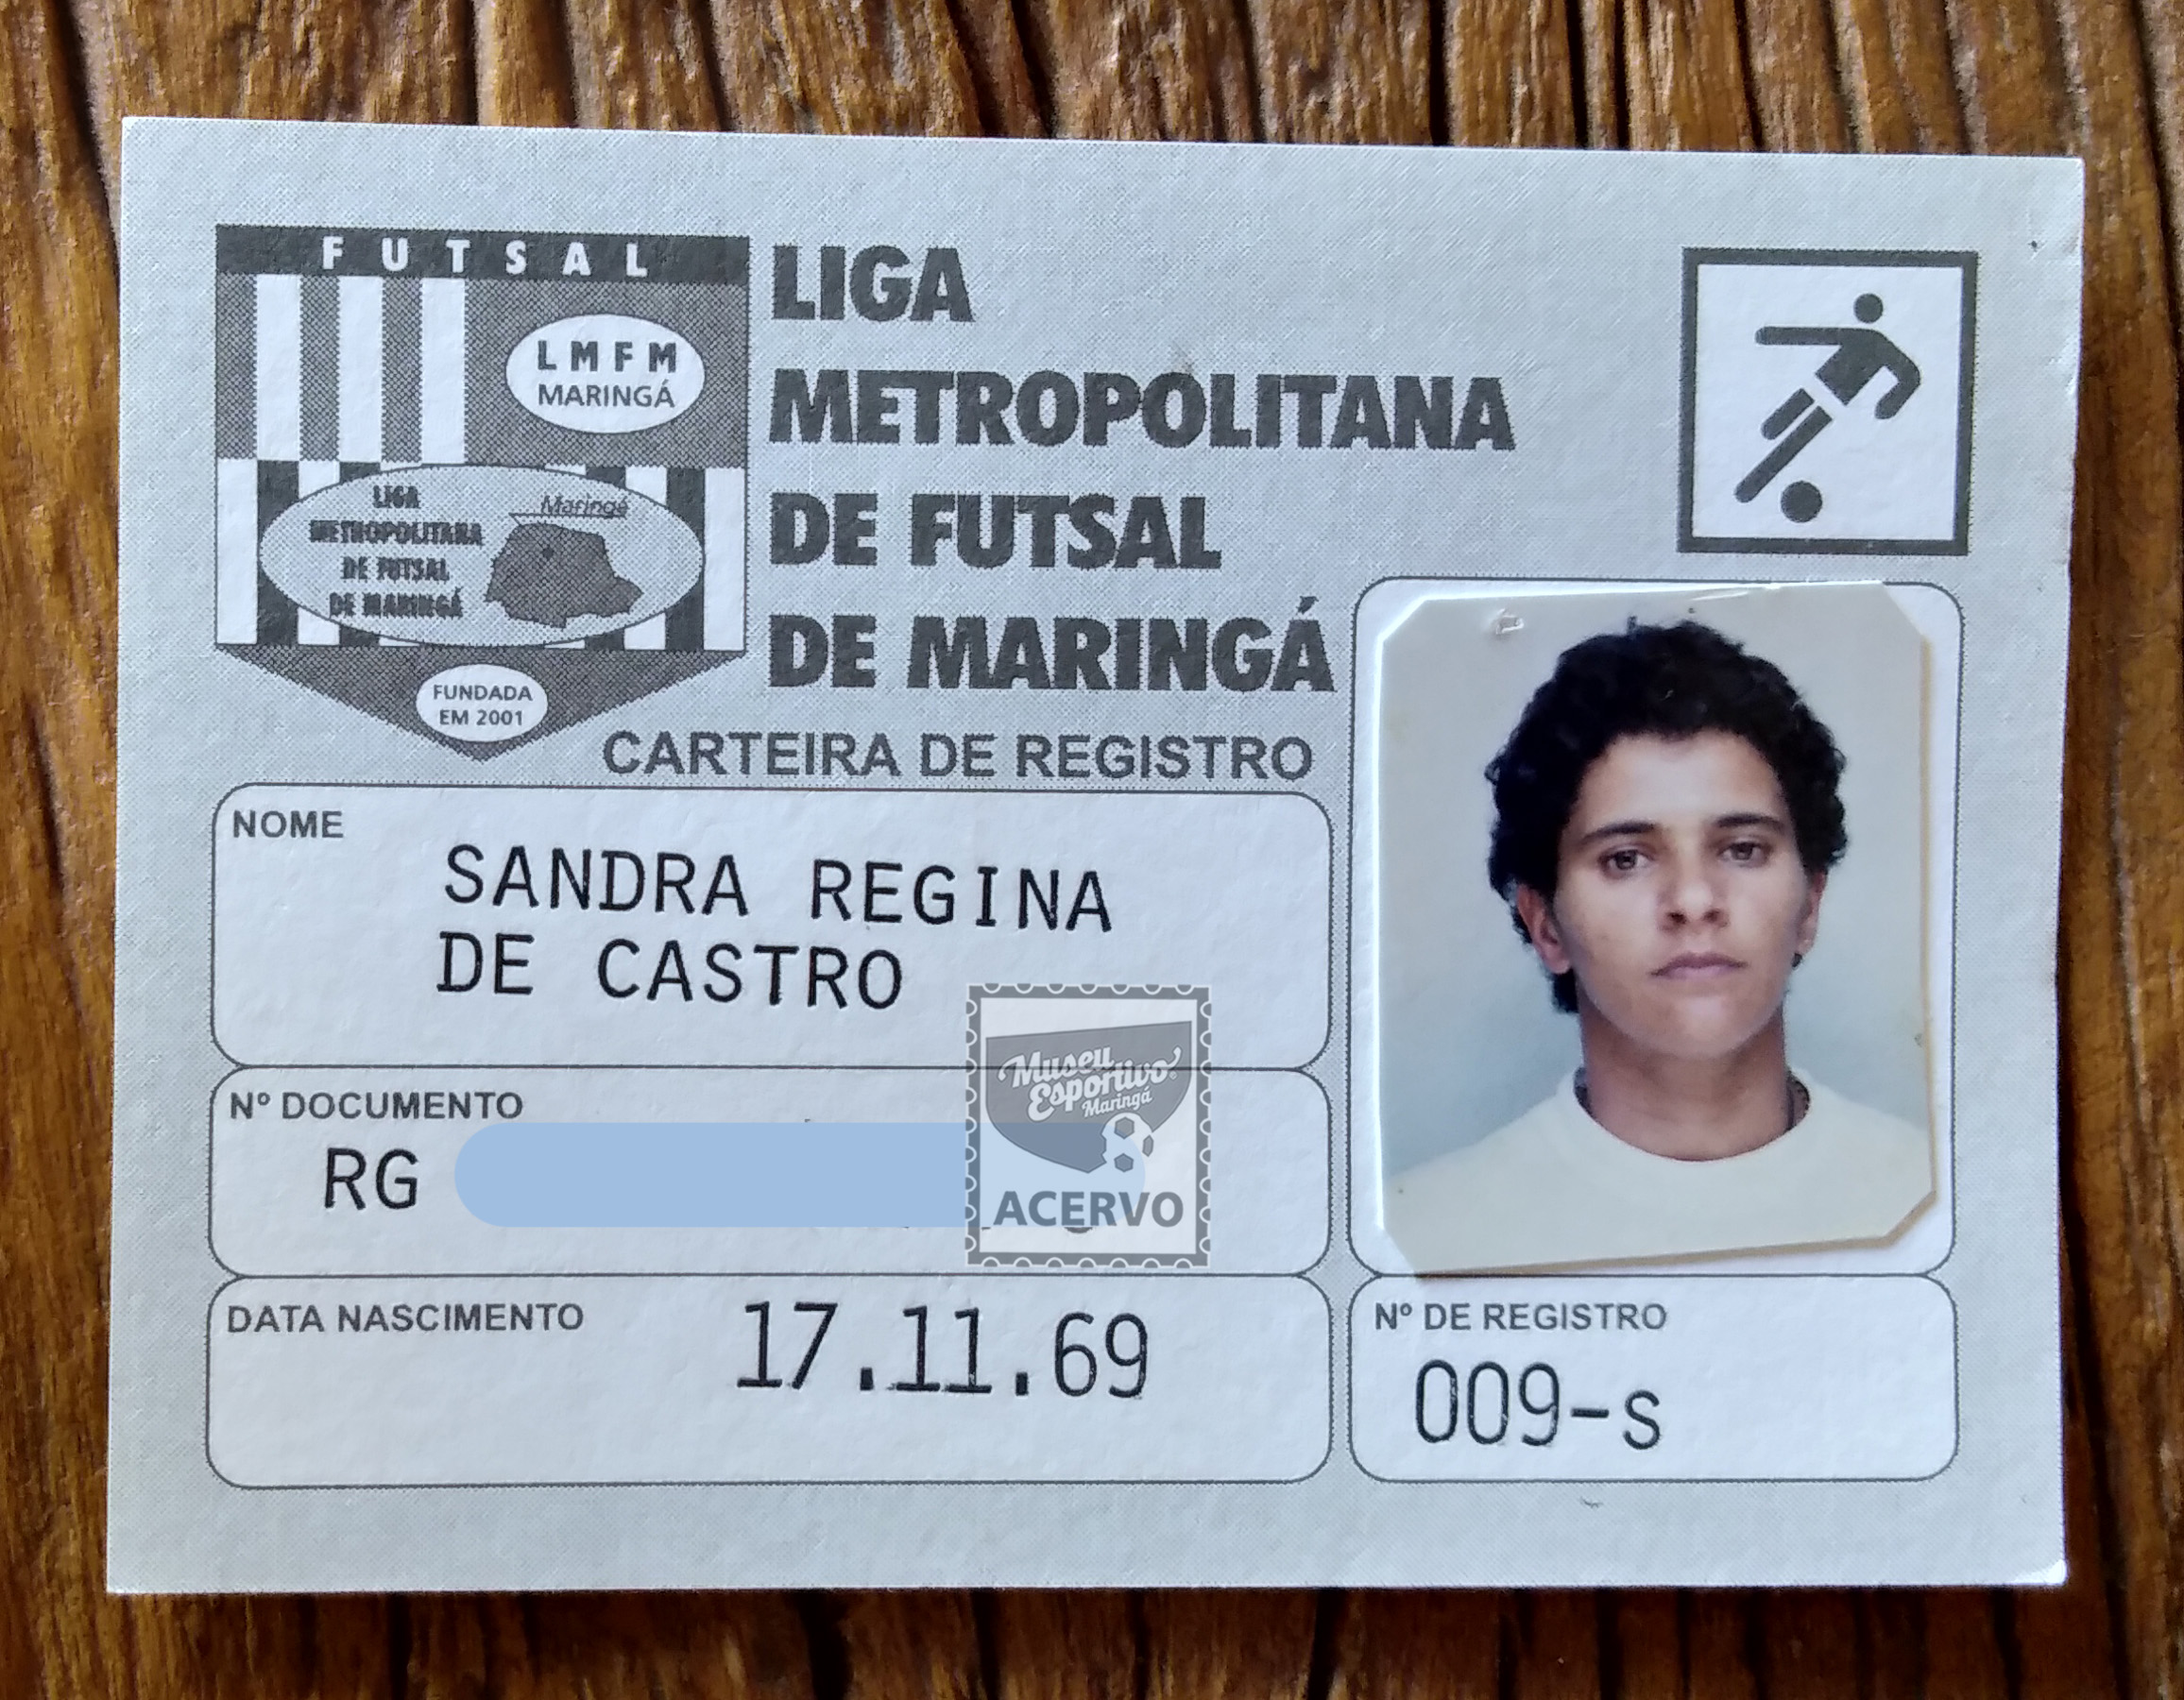 FUTSAL
LMFM
MARINGÁ
LIGA
METROPOLITANA
DE FUTSAL
DE MARINGÁ
Maringá
FUNDADA
EM 2001
LIGA
METROPOLITANA
DE FUTSAL
DE MARINGÁ
CARTEIRA DE REGISTRO
NOME
SANDRA REGINA
DE CASTRO
Nº DOCUMENTO
RG
Museu
Esportivo
Maringá
ACERVO
DATA NASCIMENTO
17.11.69
Nº DE REGISTRO
009-s